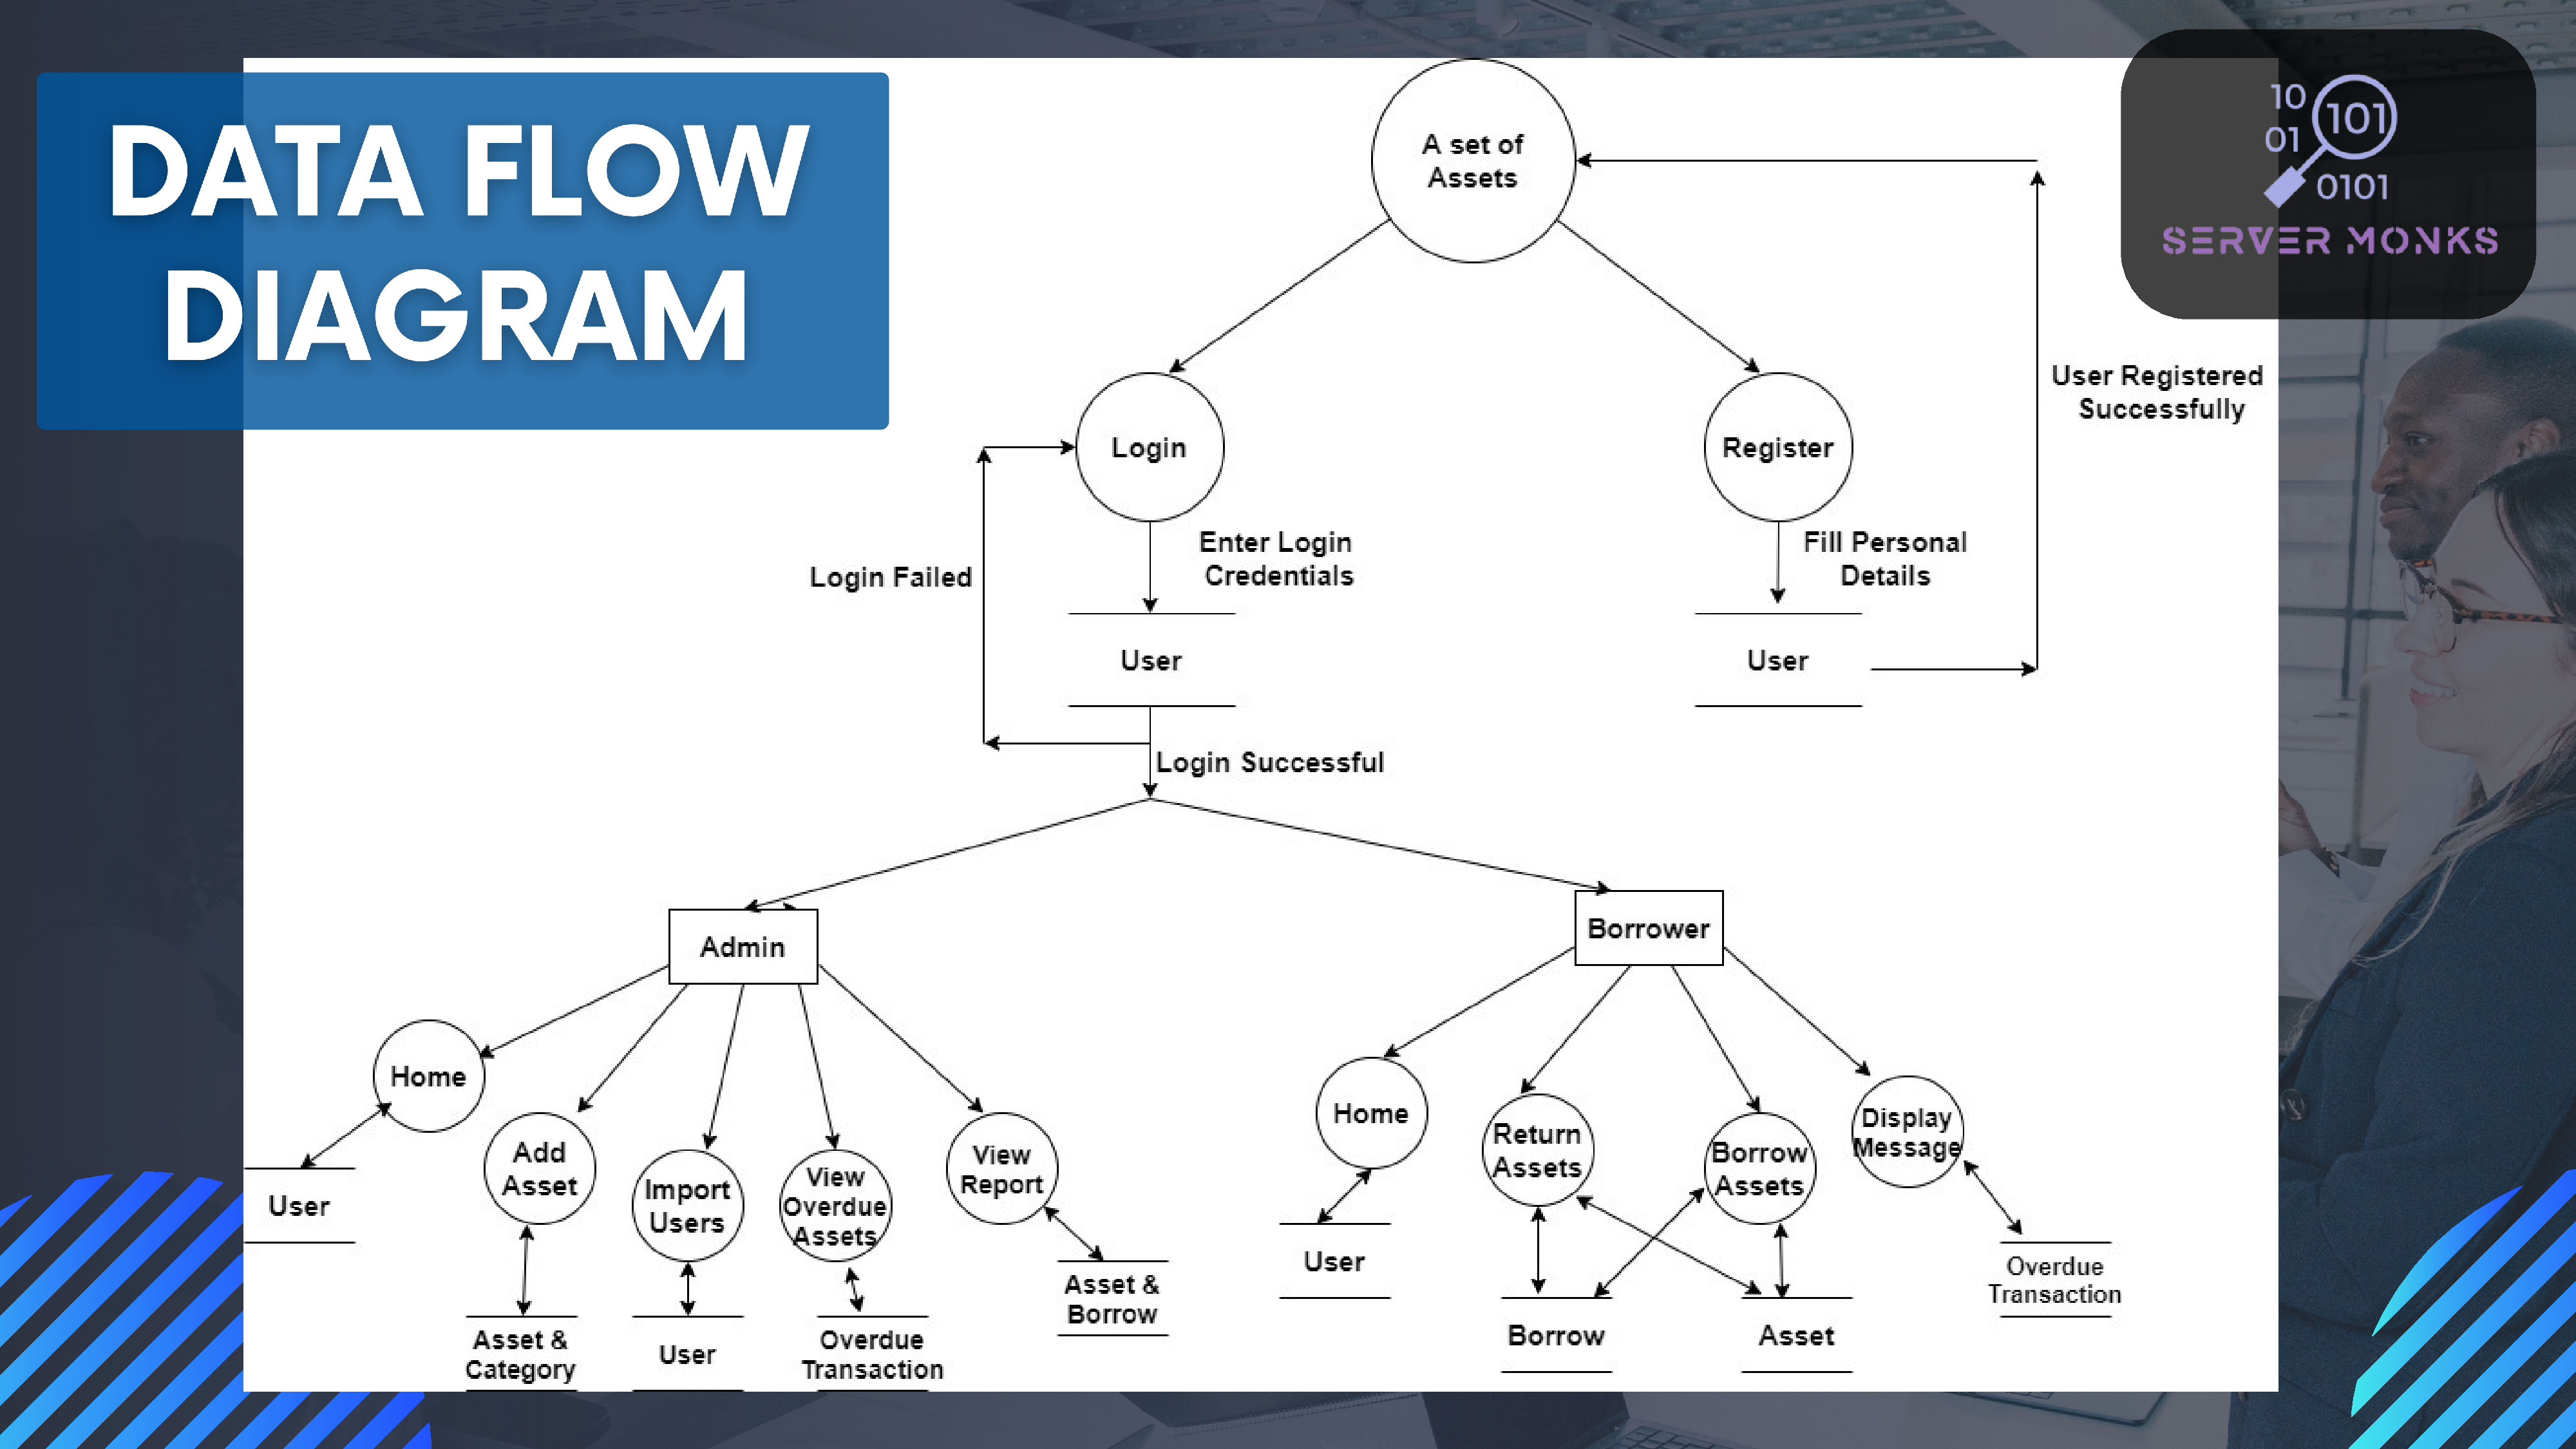 DATA FLOW
DIAGRAM
10
101
01
0101
SERVER MONKS
A set of
Assets
Login
Register
User Registered
Successfully
Login Failed
Enter Login
Credentials
Fill Personal
Details
User
User
Login Successful
Admin
Borrower
Home
Add
Asset
Import
Users
View
Overdue
Assets
View
Report
Home
Return
Assets
Borrow
Assets
Display
Message
User
Asset &
Category
User
Overdue
Transaction
Asset &
Borrow
User
Borrow
Asset
Overdue
Transaction